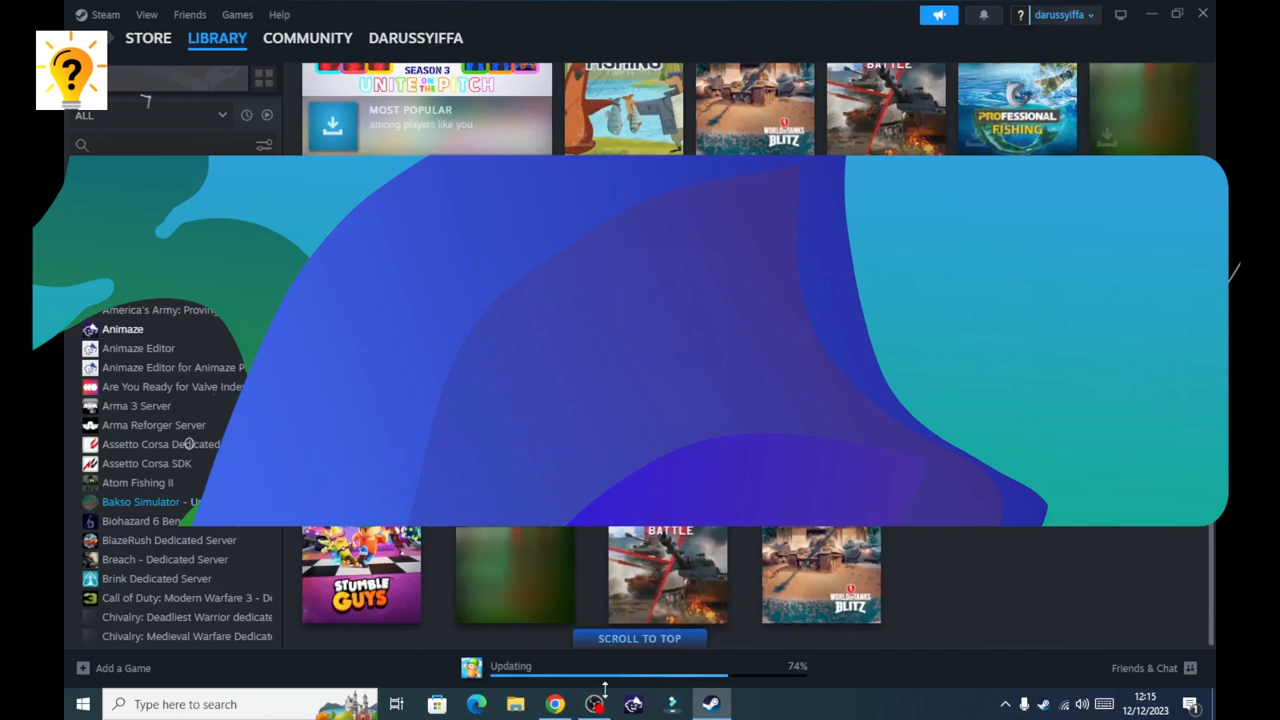 Steam View Friends Games Help
? darussyiffa
STORE LIBRARY COMMUNITY DARUSSYIFFA
?
ALL
SEASON 3
UNITE ON THE PITCH
MOST POPULAR
among players like you
FISHING
WORLD OF TANKS
BLITZ
BATTLE
PROFESSIONAL
FISHING
America's Army: Proving
Animaze
Animaze Editor
Animaze Editor for Animaze P
Are You Ready for Valve Inde
Arma 3 Server
Arma Reforger Server
Assetto Corsa Dedicated
Assetto Corsa SDK
Atom Fishing II
Bakso Simulator - U
Biohazard 6 Ben
BlazeRush Dedicated Server
Breach - Dedicated Server
Brink Dedicated Server
Call of Duty: Modern Warfare 3 - De
Chivalry: Deadliest Warrior dedicate
Chivalry: Medieval Warfare Dedicate
STUMBLE
GUYS
BATTLE
WORLD OF TANKS
BLITZ
SCROLL TO TOP
Add a Game
Updating 74%
Friends & Chat
Type here to search
12:15
12/12/2023